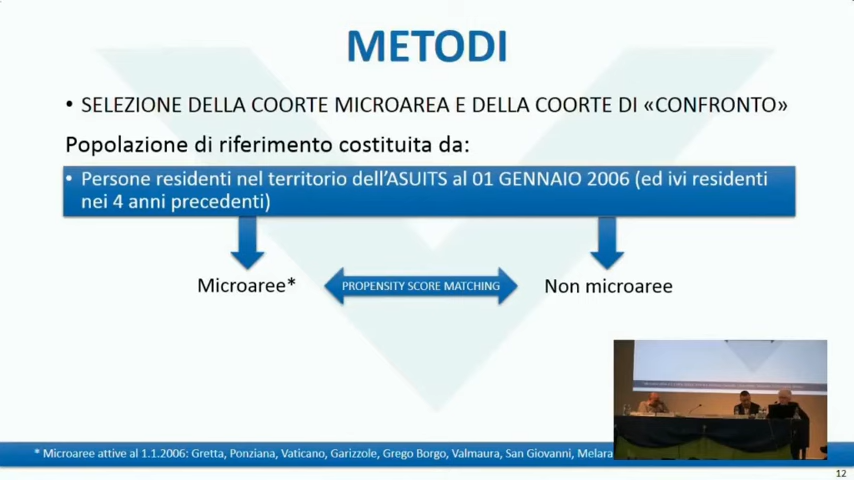 METODI
• SELEZIONE DELLA COORTE MICROAREA E DELLA COORTE DI «CONFRONTO»
Popolazione di riferimento costituita da:
• Persone residenti nel territorio dell'ASUITS al 01 GENNAIO 2006 (ed ivi residenti
nei 4 anni precedenti)
Microaree*
PROPENSITY SCORE MATCHING
Non microaree
* Microaree attive al 1.1.2006: Gretta, Ponziana, Vaticano, Garizzole, Grego Borgo, Valmaura, San Giovanni, Melara
12